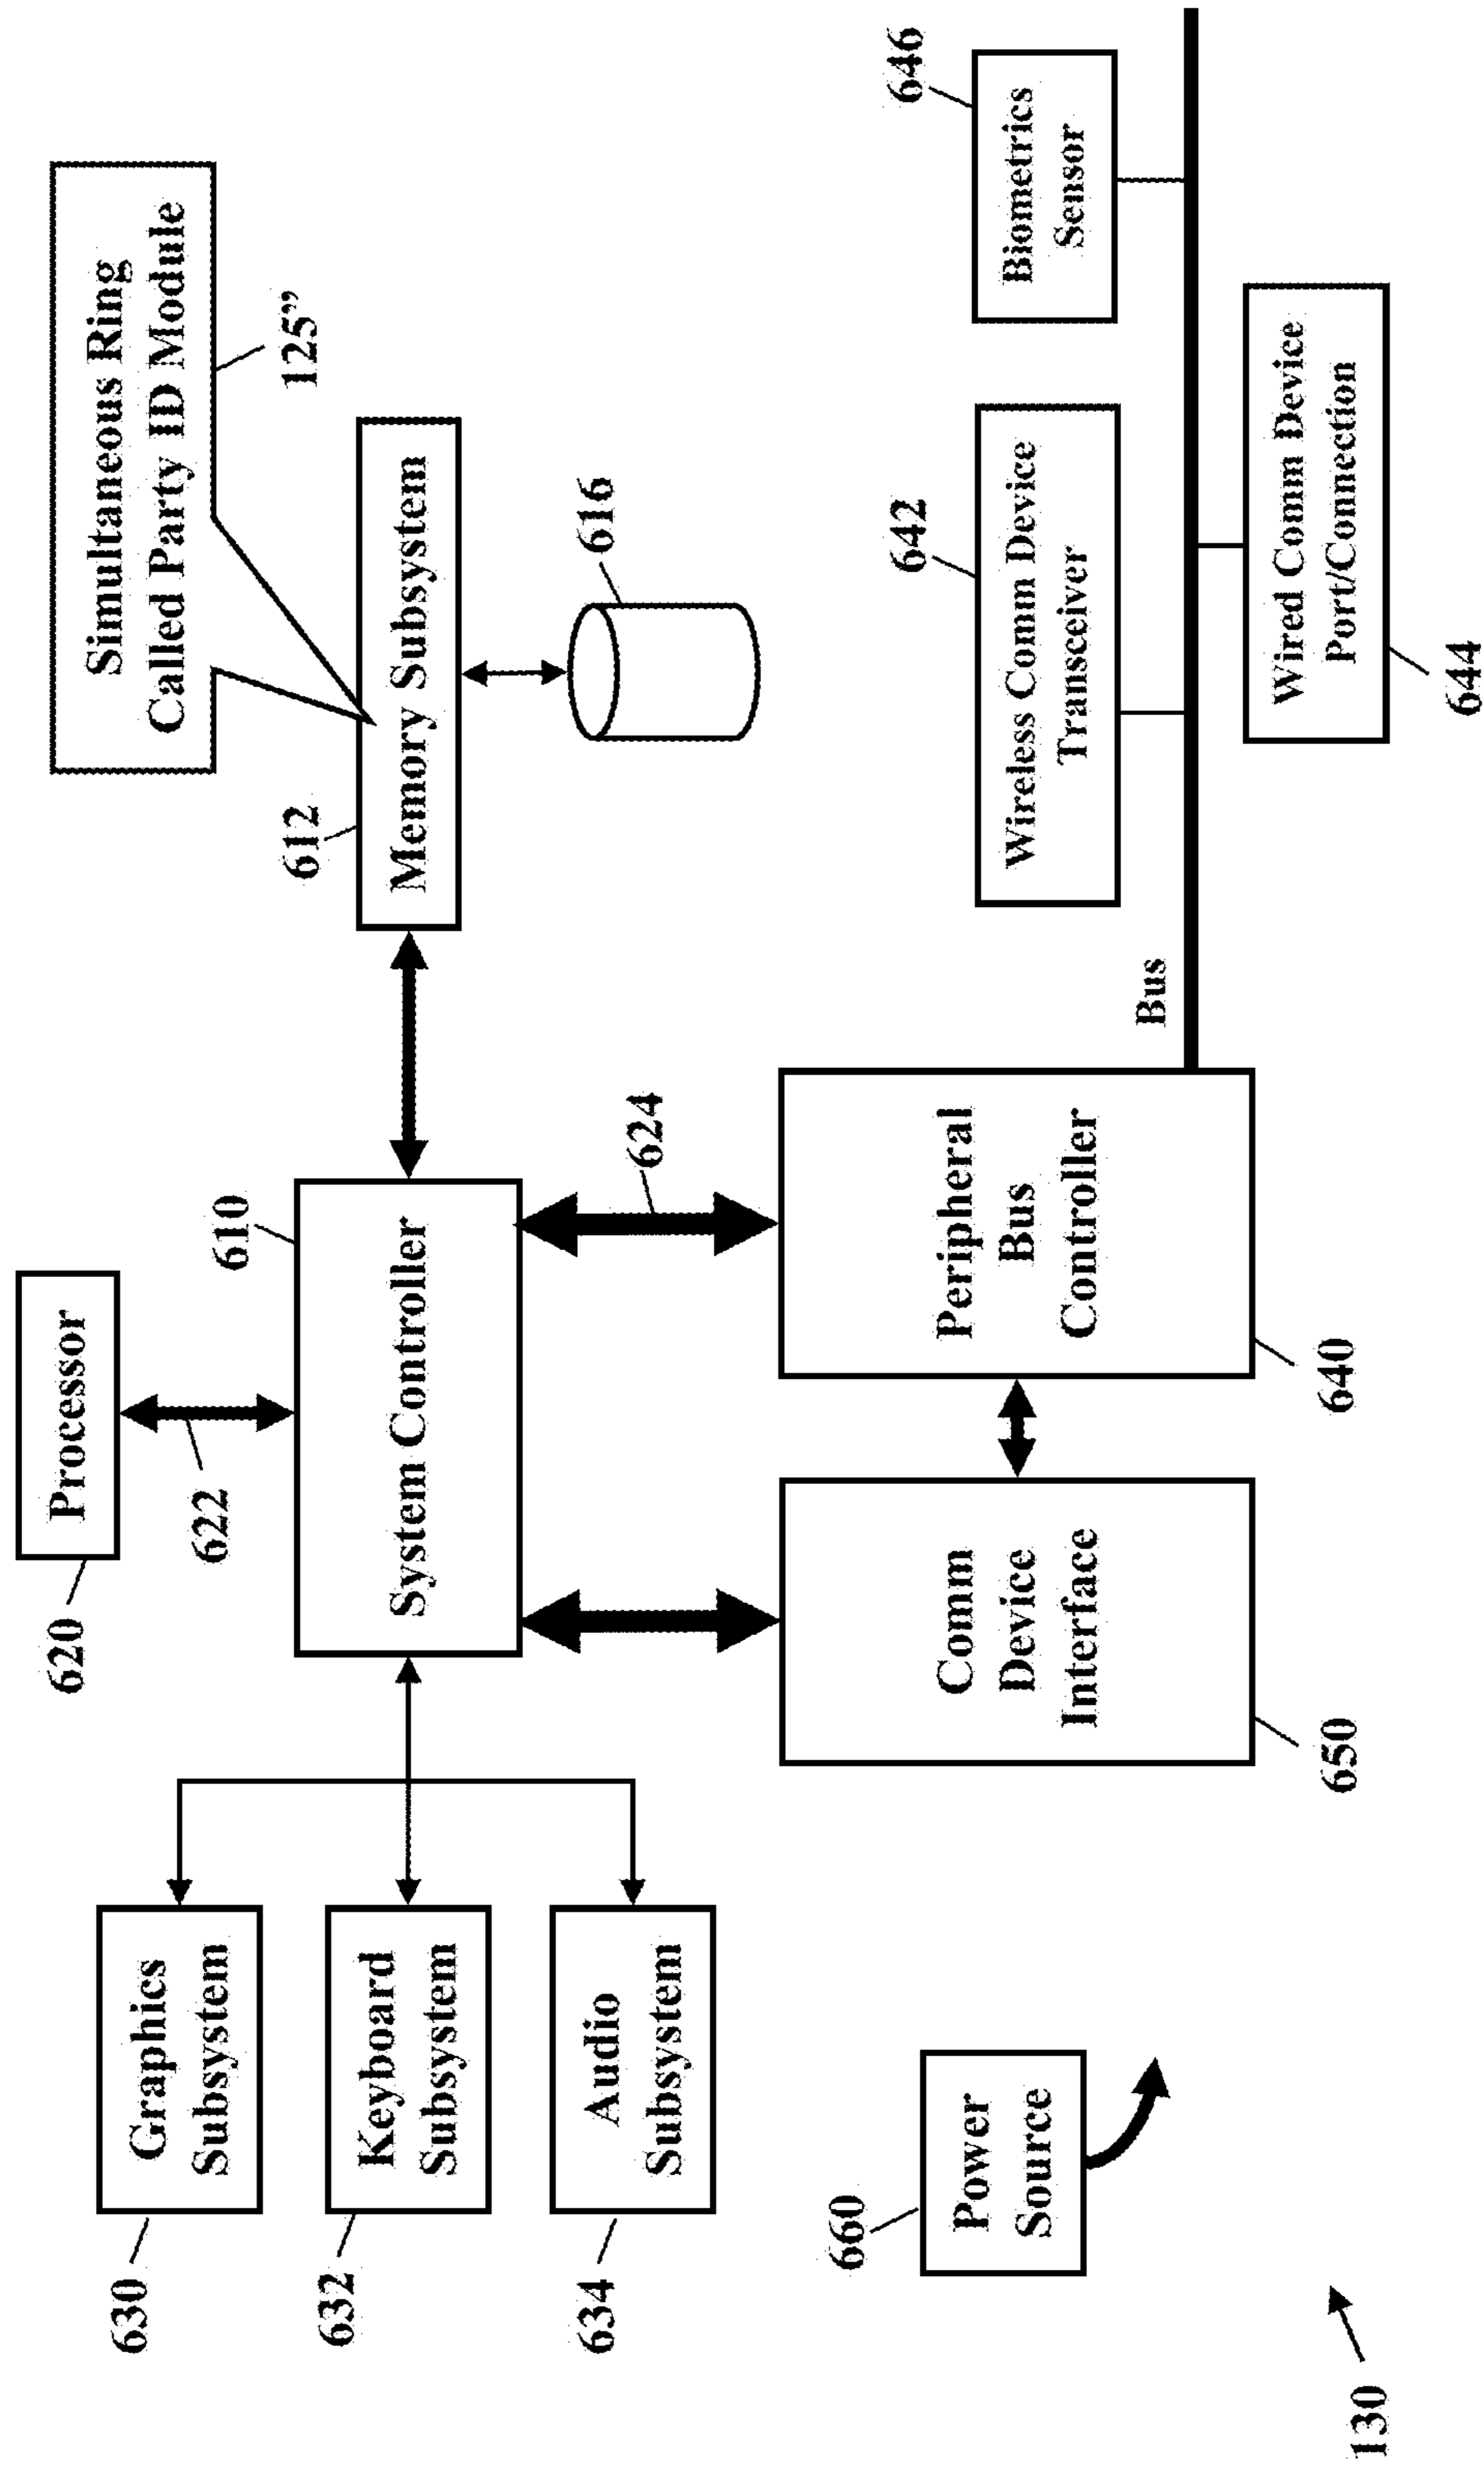 Simultaneous Ring
Called Party ID Module
125”
Processor
620
622
610
System Controller
612
Memory Subsystem
616
630
Graphics
Subsystem
632
Keyboard
Subsystem
634
Audio
Subsystem
624
650
Comm
Device
Interface
640
Peripheral
Bus
Controller
Bus
642
Wireless Comm Device
Transceiver
646
Biometrics
Sensor
644
Wired Comm Device
Port/Connection
660
Power
Source
130